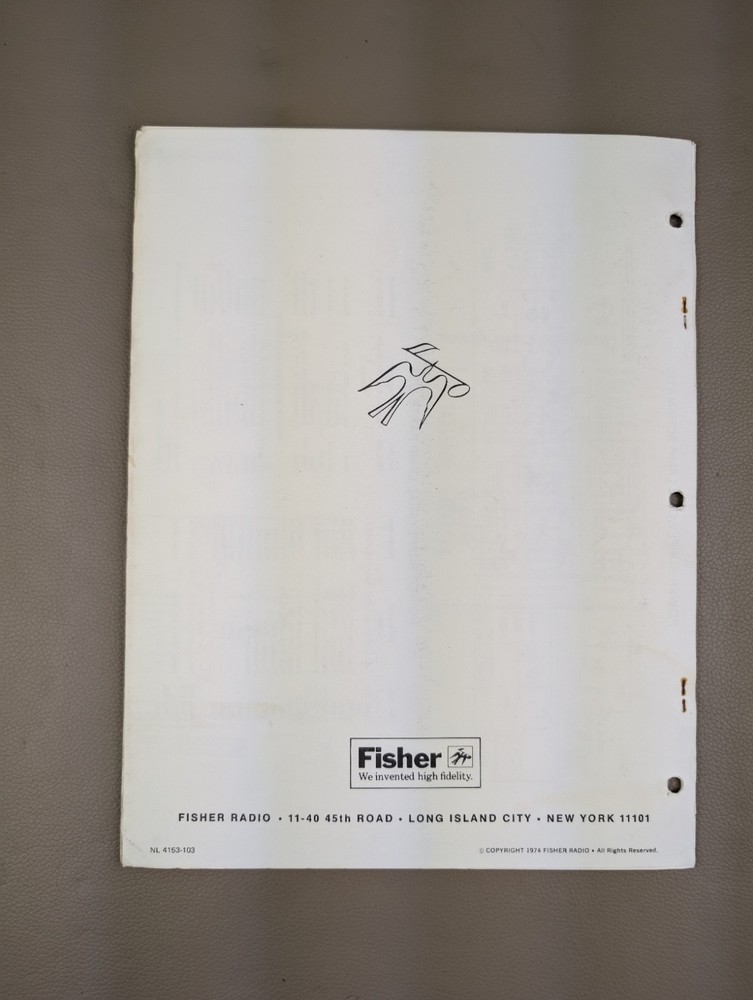 Fisher
We invented high fidelity.
FISHER RADIO • 11-40 45th ROAD • LONG ISLAND CITY • NEW YORK 11101
NL 4153-103
© COPYRIGHT 1974 FISHER RADIO • All Rights Reserved.